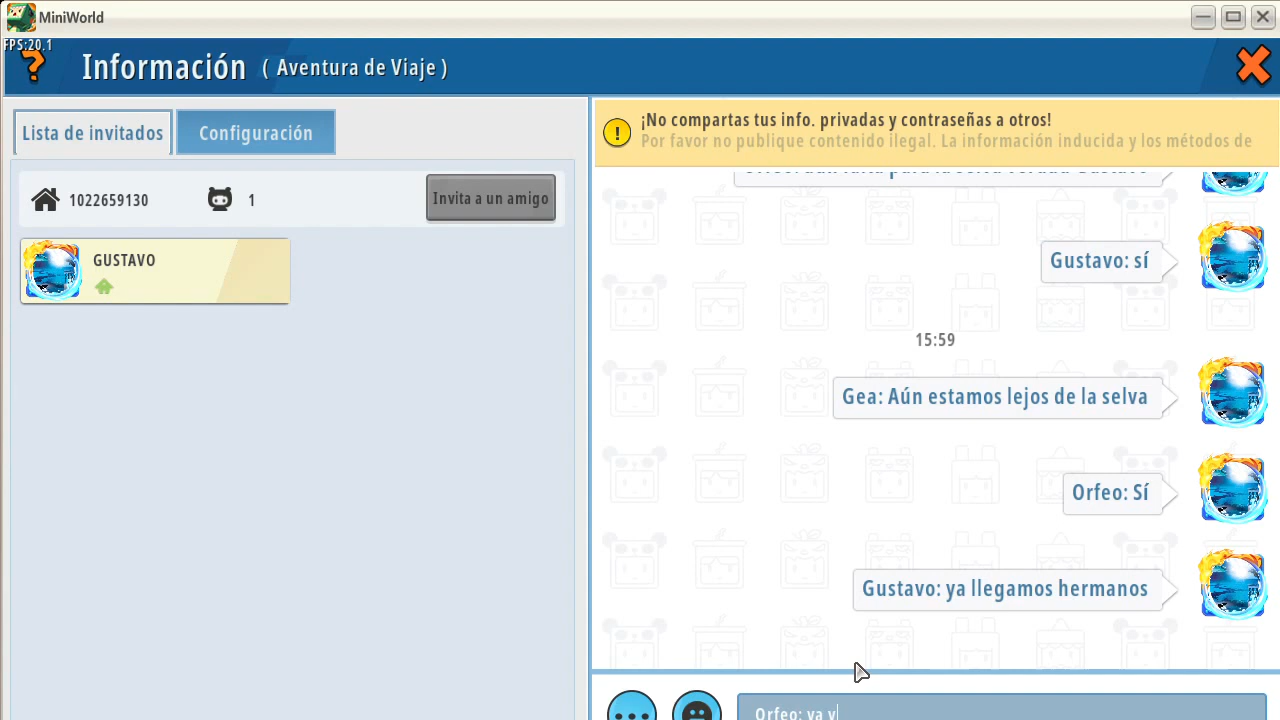 MiniWorld
FPS:20.1
Información ( Aventura de Viaje )
Lista de invitados
Configuración
1022659130
1
Invita a un amigo
GUSTAVO
¡No compartas tus info. privadas y contraseñas a otros!
Por favor no publique contenido ilegal. La información inducida y los métodos de
Gustavo: sí
15:59
Gea: Aún estamos lejos de la selva
Orfeo: Sí
Gustavo: ya llegamos hermanos
Orfeo: ya v